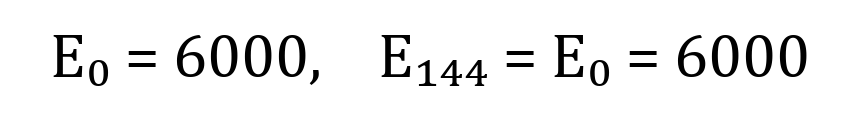 E₀ = 6000, E₁₄₄ = E₀ = 6000